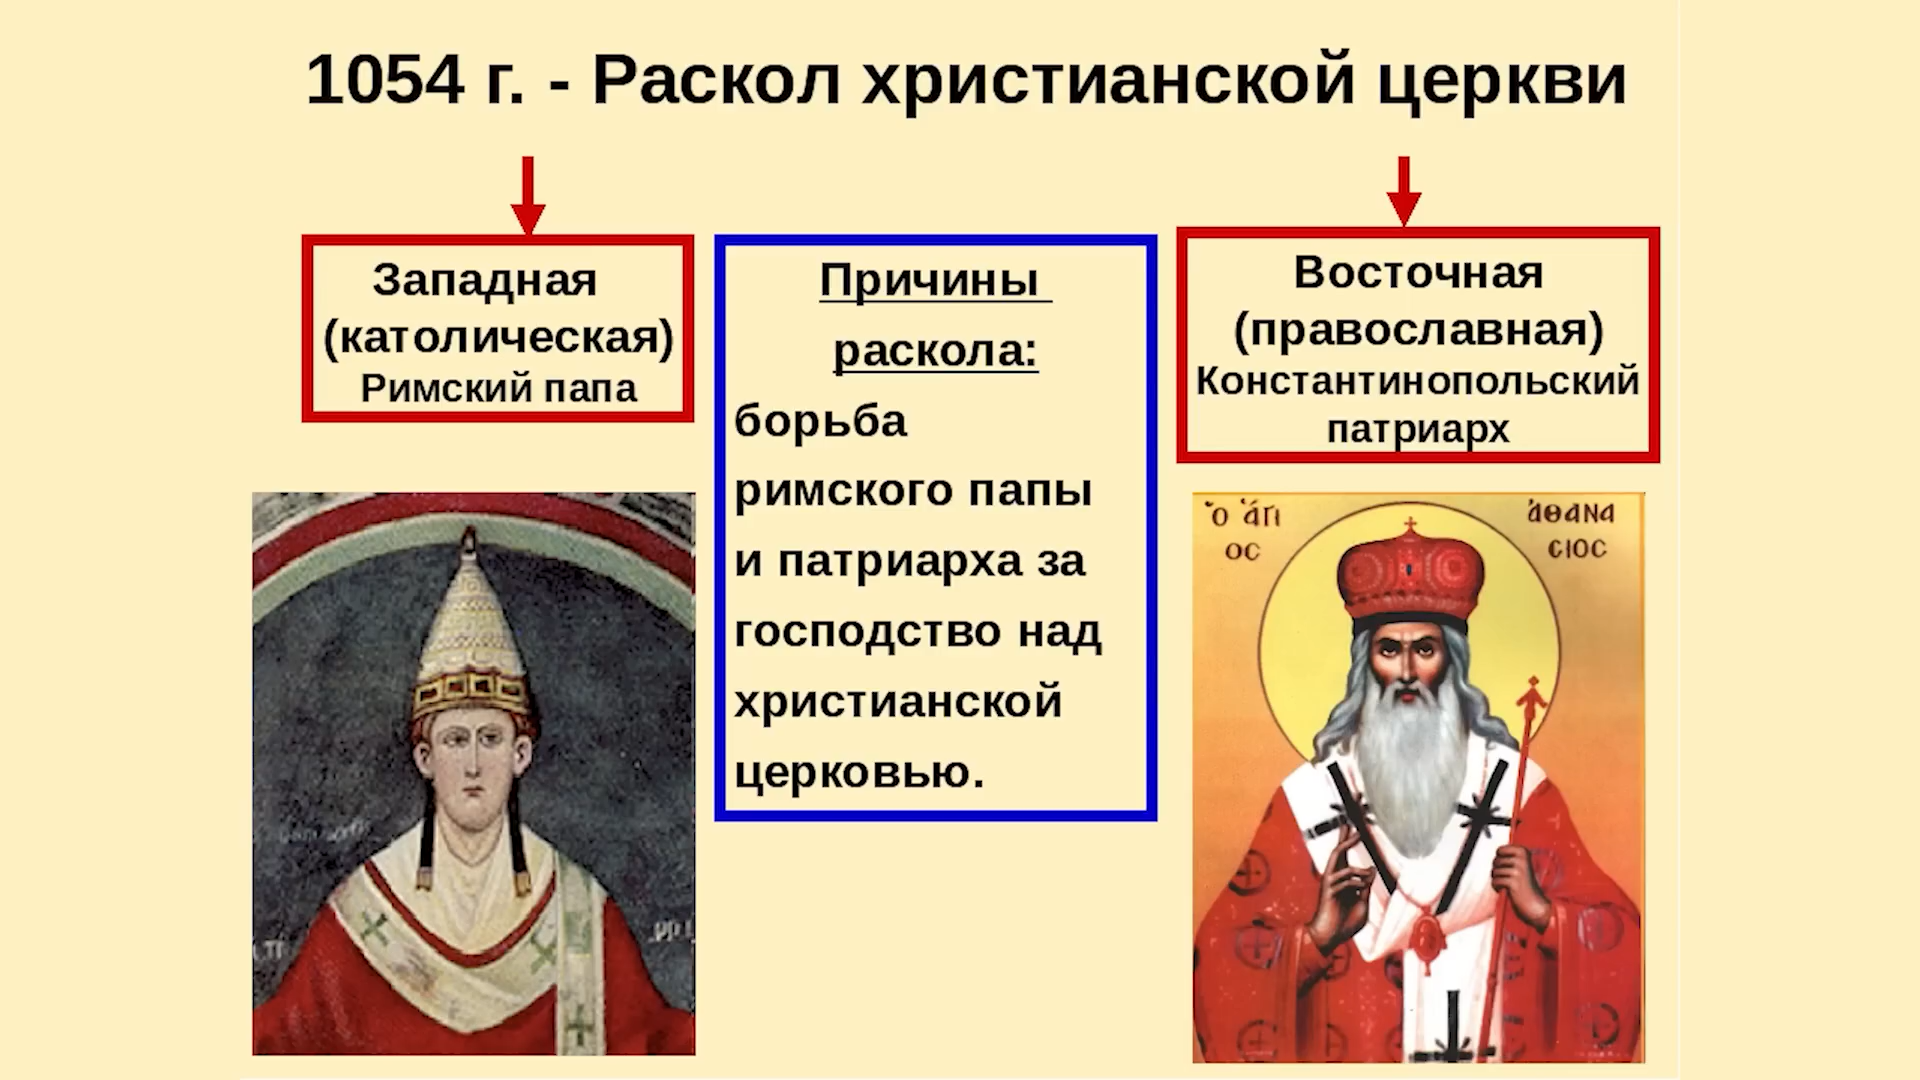 1054 г. - Раскол христианской церкви
Западная
(католическая)
Римский папа
Причины
раскола:
борьба
римского папы
и патриарха за
господство над
христианской
церковью.
Восточная
(православная)
Константинопольский
патриарх
ὁ ἅγι
ος
ἀθανα
σιος